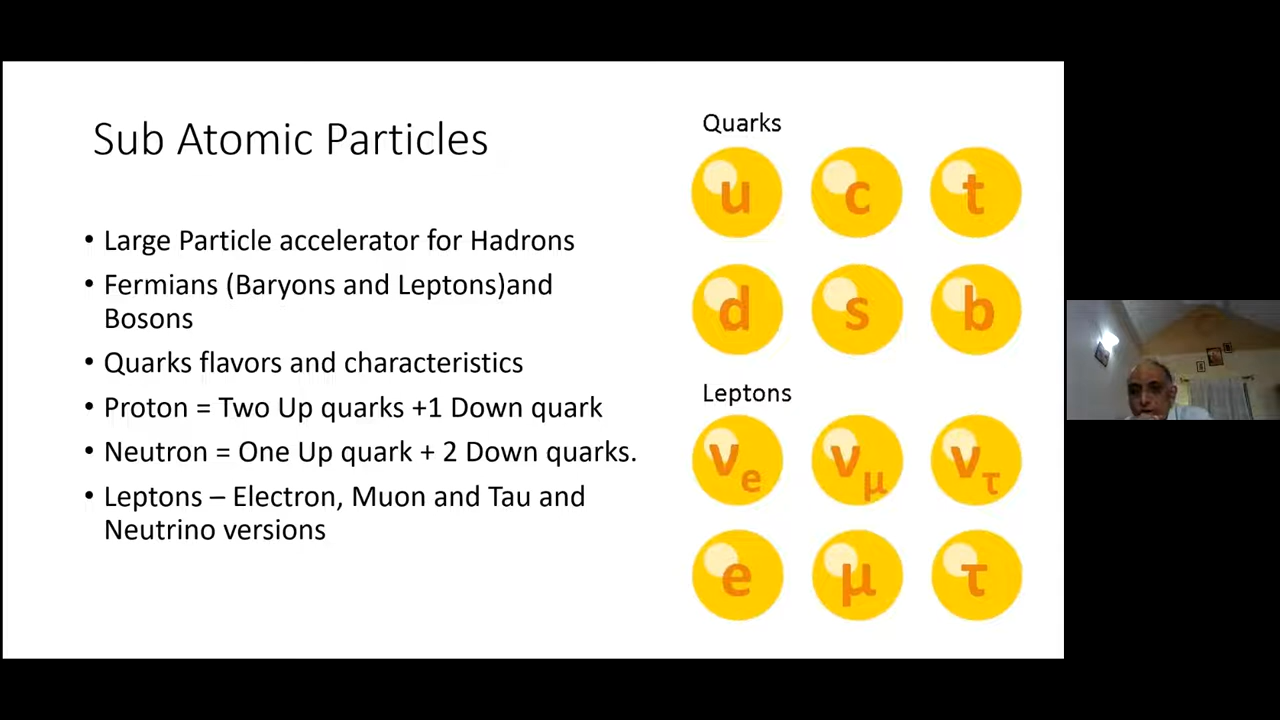 Sub Atomic Particles
• Large Particle accelerator for Hadrons
• Fermians (Baryons and Leptons)and
Bosons
• Quarks flavors and characteristics
• Proton = Two Up quarks +1 Down quark
• Neutron = One Up quark + 2 Down quarks.
• Leptons – Electron, Muon and Tau and
Neutrino versions
Quarks
u c t
d s b
Leptons
νe νμ ντ
e μ τ